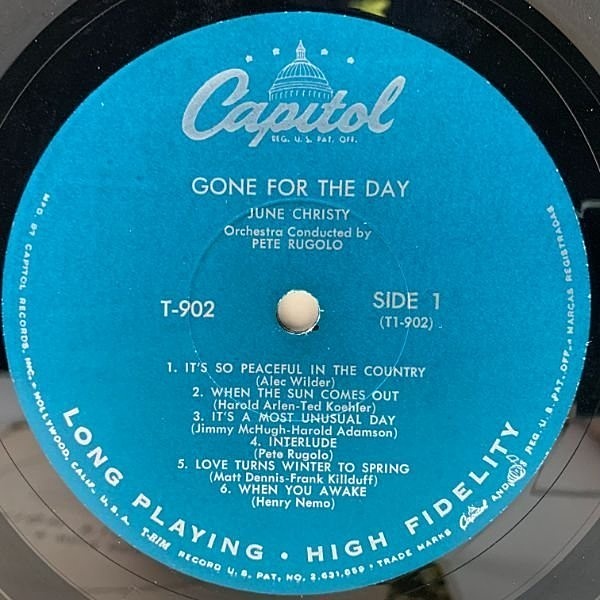 Capitol
REG. U. S. PAT. OFF.
GONE FOR THE DAY
JUNE CHRISTY
Orchestra Conducted by
PETE RUGOLO
T-902
SIDE 1
(T1-902)
1. IT'S SO PEACEFUL IN THE COUNTRY
(Alec Wilder)
2. WHEN THE SUN COMES OUT
(Harold Arlen-Ted Koehler)
3. IT'S A MOST UNUSUAL DAY
(Jimmy McHugh-Harold Adamson)
4. INTERLUDE
(Pete Rugolo)
5. LOVE TURNS WINTER TO SPRING
(Matt Dennis-Frank Killduff)
6. WHEN YOU AWAKE
(Henry Nemo)
LONG PLAYING • HIGH FIDELITY
MFD. BY CAPITOL RECORDS, INC. • HOLLYWOOD, CALIF. U. S. A. T-RIM RECORD U. S. PAT. NO. 2,631,859 • TRADE MARKS Capitol AND REG. U. S. PAT. OFF. • MARCAS REGISTRADAS